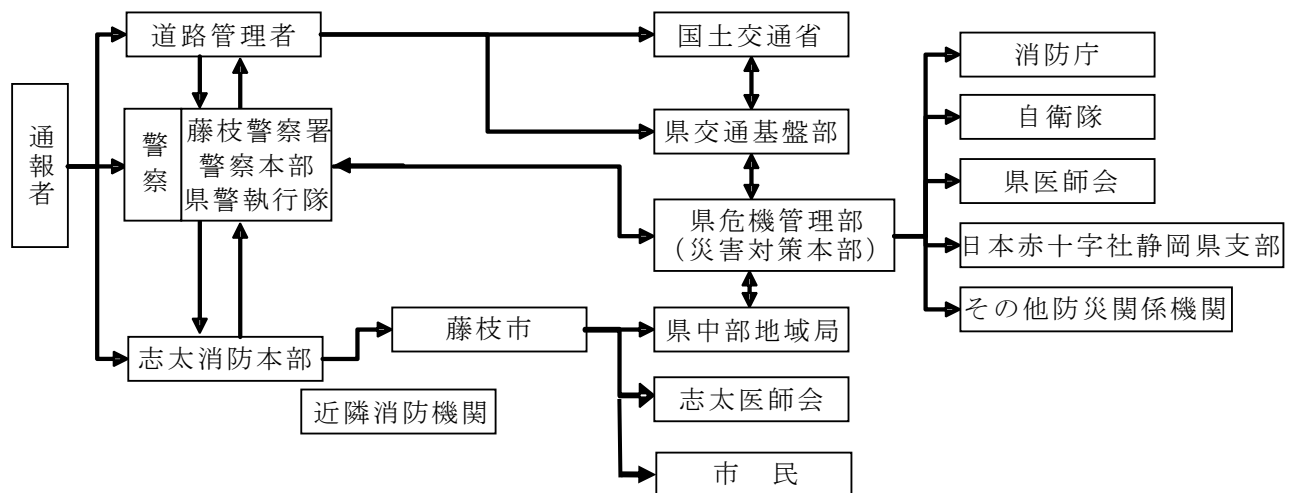 道路管理者
国土交通省
消防庁
通報者
警察
藤枝警察署
警察本部
県警執行隊
県交通基盤部
自衛隊
県医師会
県危機管理部
（災害対策本部）
日本赤十字社静岡県支部
その他防災関係機関
志太消防本部
藤枝市
県中部地域局
近隣消防機関
志太医師会
市　民